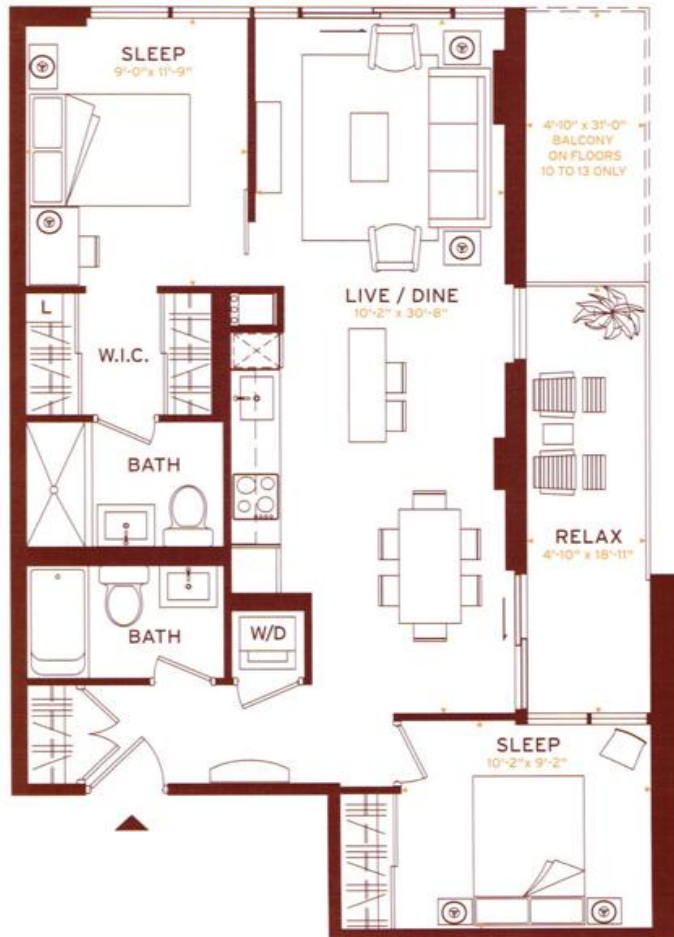 SLEEP
9'-0" x 11'-9"
4'-10" x 31'-0"
BALCONY
ON FLOORS
10 TO 13 ONLY
LIVE / DINE
10'-2" x 30'-8"
L
W.I.C.
BATH
RELAX
4'-10" x 18'-11"
BATH
W/D
SLEEP
10'-2" x 9'-2"